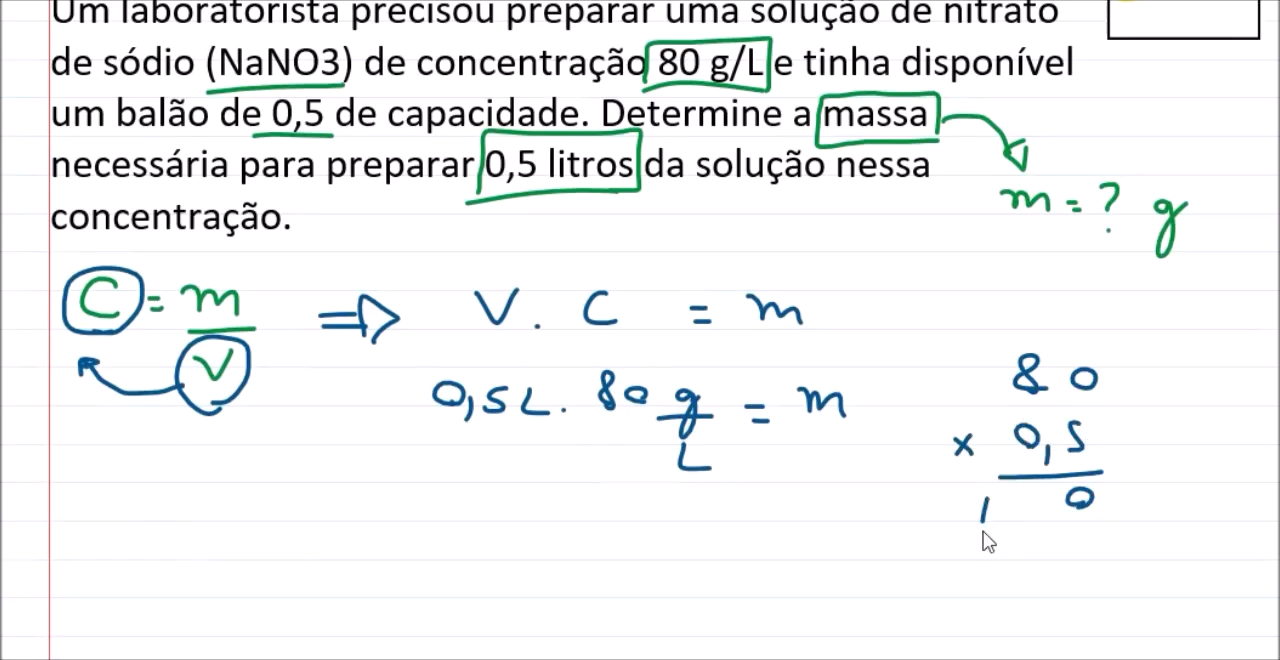 Um laboratorista precisou preparar uma solução de nitrato
de sódio (NaNO3) de concentração 80 g/L e tinha disponível
um balão de 0,5 de capacidade. Determine a massa
necessária para preparar 0,5 litros da solução nessa
concentração.
m = ? g
C = m
V
⇒ V . C = m
0,5 L . 80 g = m
L
80
x 0,5
1 0